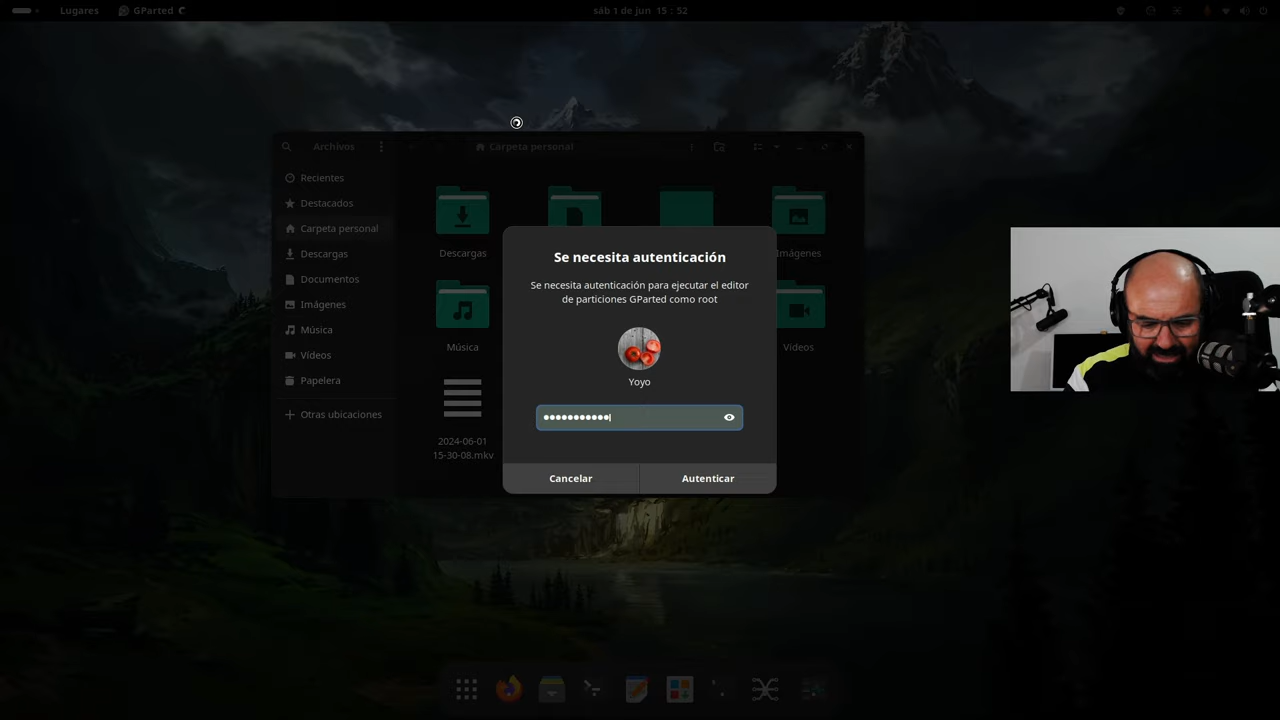 Lugares
GParted
sáb 1 de jun 15 : 52
Archivos
Carpeta personal
Recientes
Destacados
Carpeta personal
Descargas
Documentos
Imágenes
Música
Vídeos
Papelera
Otras ubicaciones
Descargas
Imágenes
Música
Vídeos
2024-06-01
15-30-08.mkv
Se necesita autenticación
Se necesita autenticación para ejecutar el editor
de particiones GParted como root
Yoyo
Cancelar
Autenticar